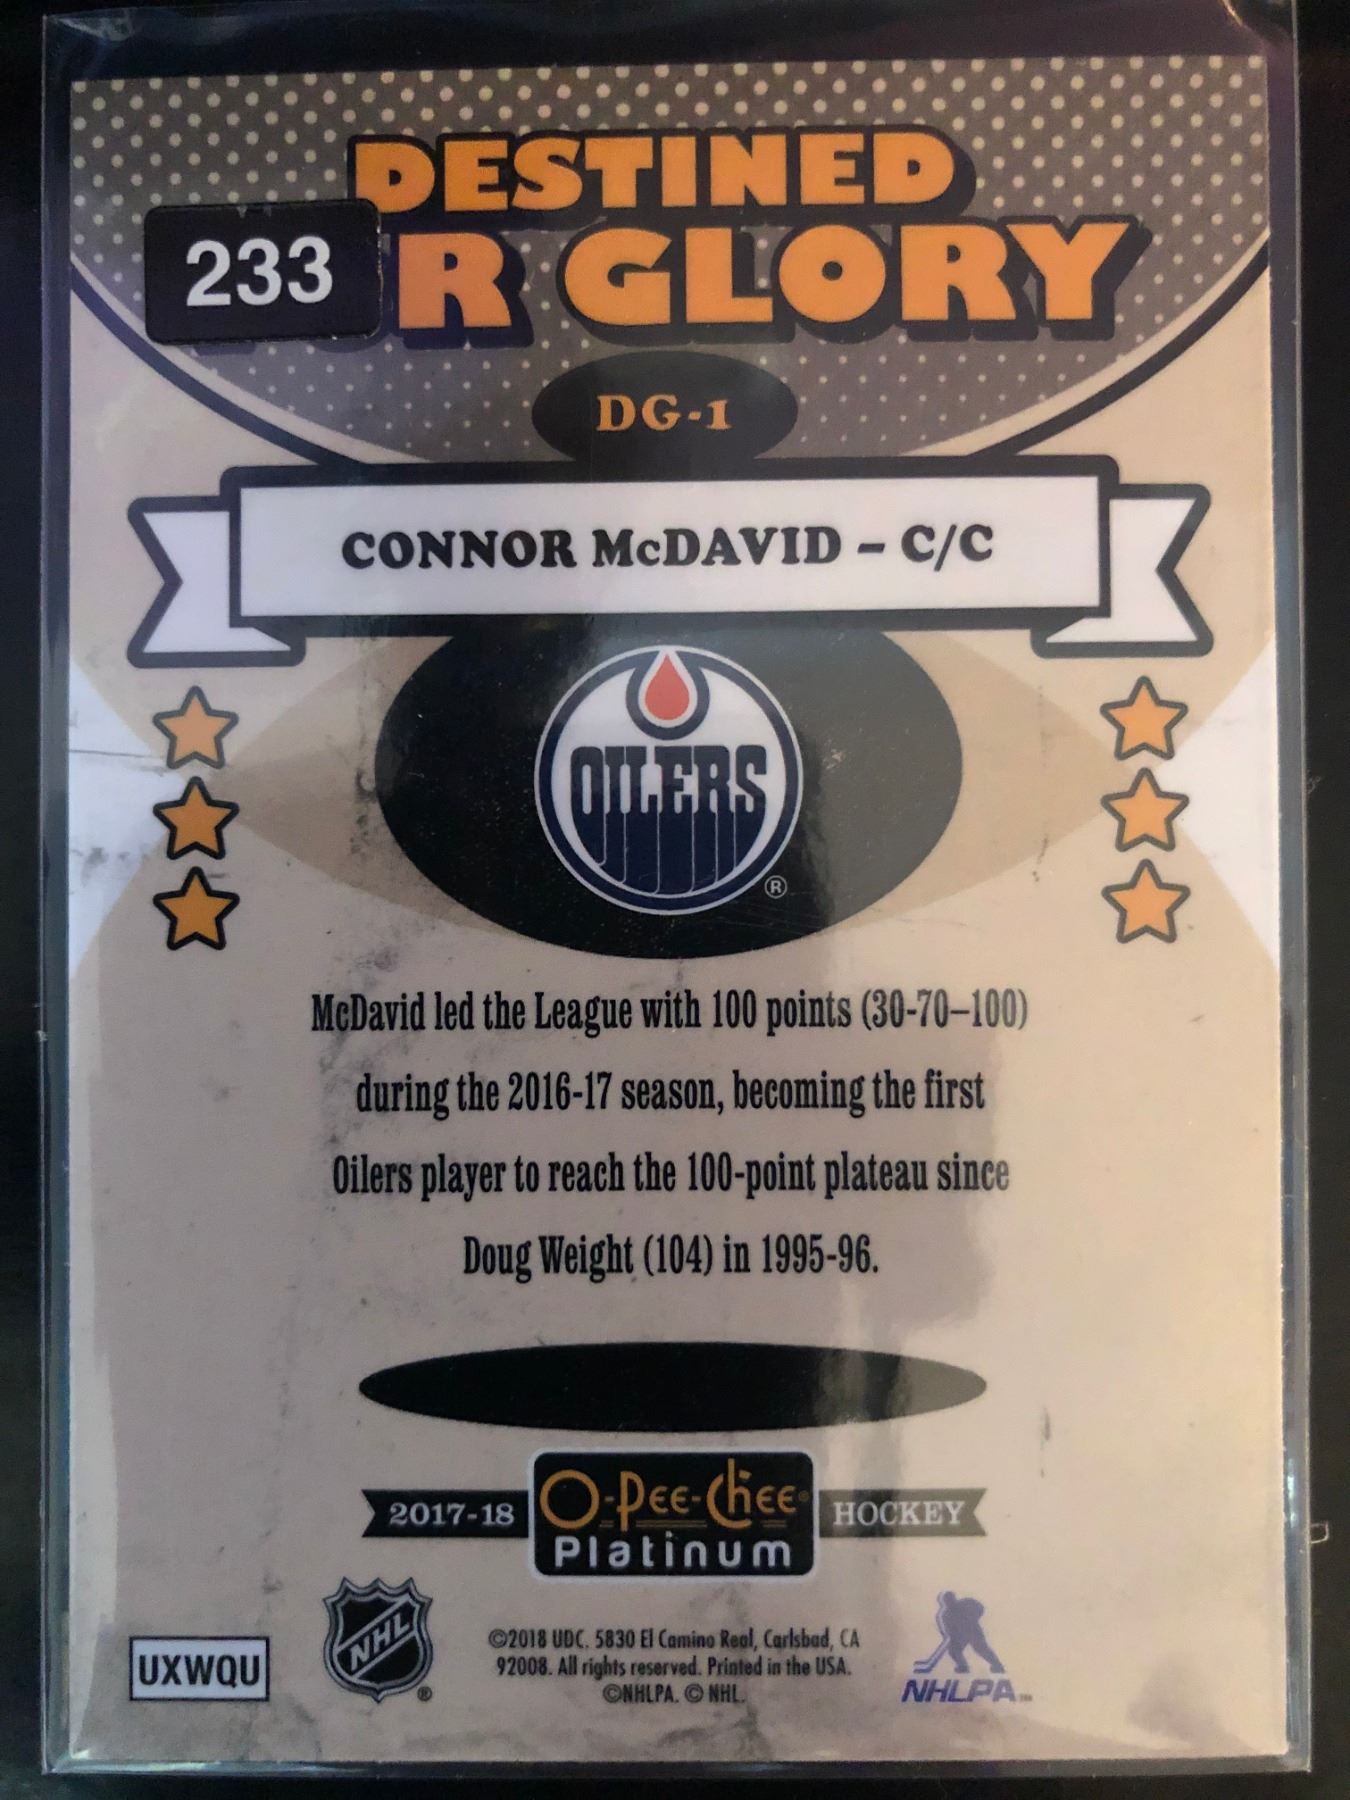 DESTINED
233
R GLORY
DG-1
CONNOR McDAVID – C/C
OILERS
®
McDavid led the League with 100 points (30-70–100)
during the 2016-17 season, becoming the first
Oilers player to reach the 100-point plateau since
Doug Weight (104) in 1995-96.
2017-18 O-Pee-Chee® HOCKEY
Platinum
UXWQU
NHL
®
©2018 UDC. 5830 El Camino Real, Carlsbad, CA
92008. All rights reserved. Printed in the USA.
©NHLPA. © NHL.
NHLPA™